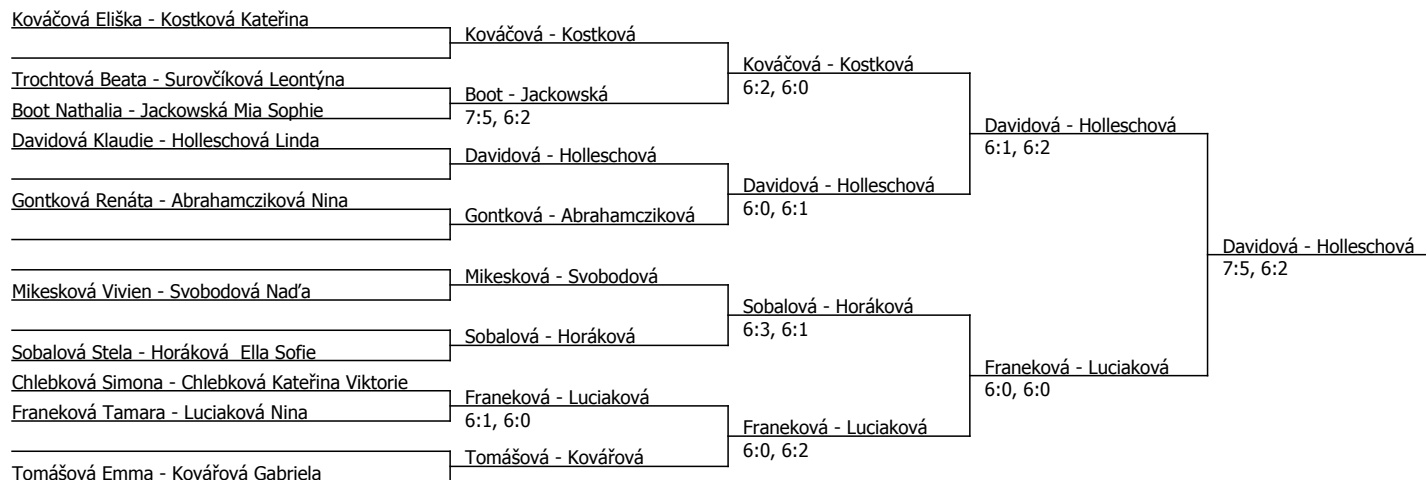 Kováčová Eliška - Kostková Kateřina
Trochtová Beata - Surovčíková Leontýna
Boot Nathalia - Jackowská Mia Sophie
Davidová Klaudie - Holleschová Linda
Gontková Renáta - Abrahamcziková Nina
Mikesková Vivien - Svobodová Naďa
Sobalová Stela - Horáková  Ella Sofie
Chlebková Simona - Chlebková Kateřina Viktorie
Franeková Tamara - Luciaková Nina
Tomášová Emma - Kovářová Gabriela
Kováčová - Kostková
Boot - Jackowská
7:5, 6:2
Davidová - Holleschová
Gontková - Abrahamcziková
Mikesková - Svobodová
Sobalová - Horáková
Franeková - Luciaková
6:1, 6:0
Tomášová - Kovářová
Kováčová - Kostková
6:2, 6:0
Davidová - Holleschová
6:0, 6:1
Sobalová - Horáková
6:3, 6:1
Franeková - Luciaková
6:0, 6:2
Davidová - Holleschová
6:1, 6:2
Franeková - Luciaková
6:0, 6:0
Davidová - Holleschová
7:5, 6:2